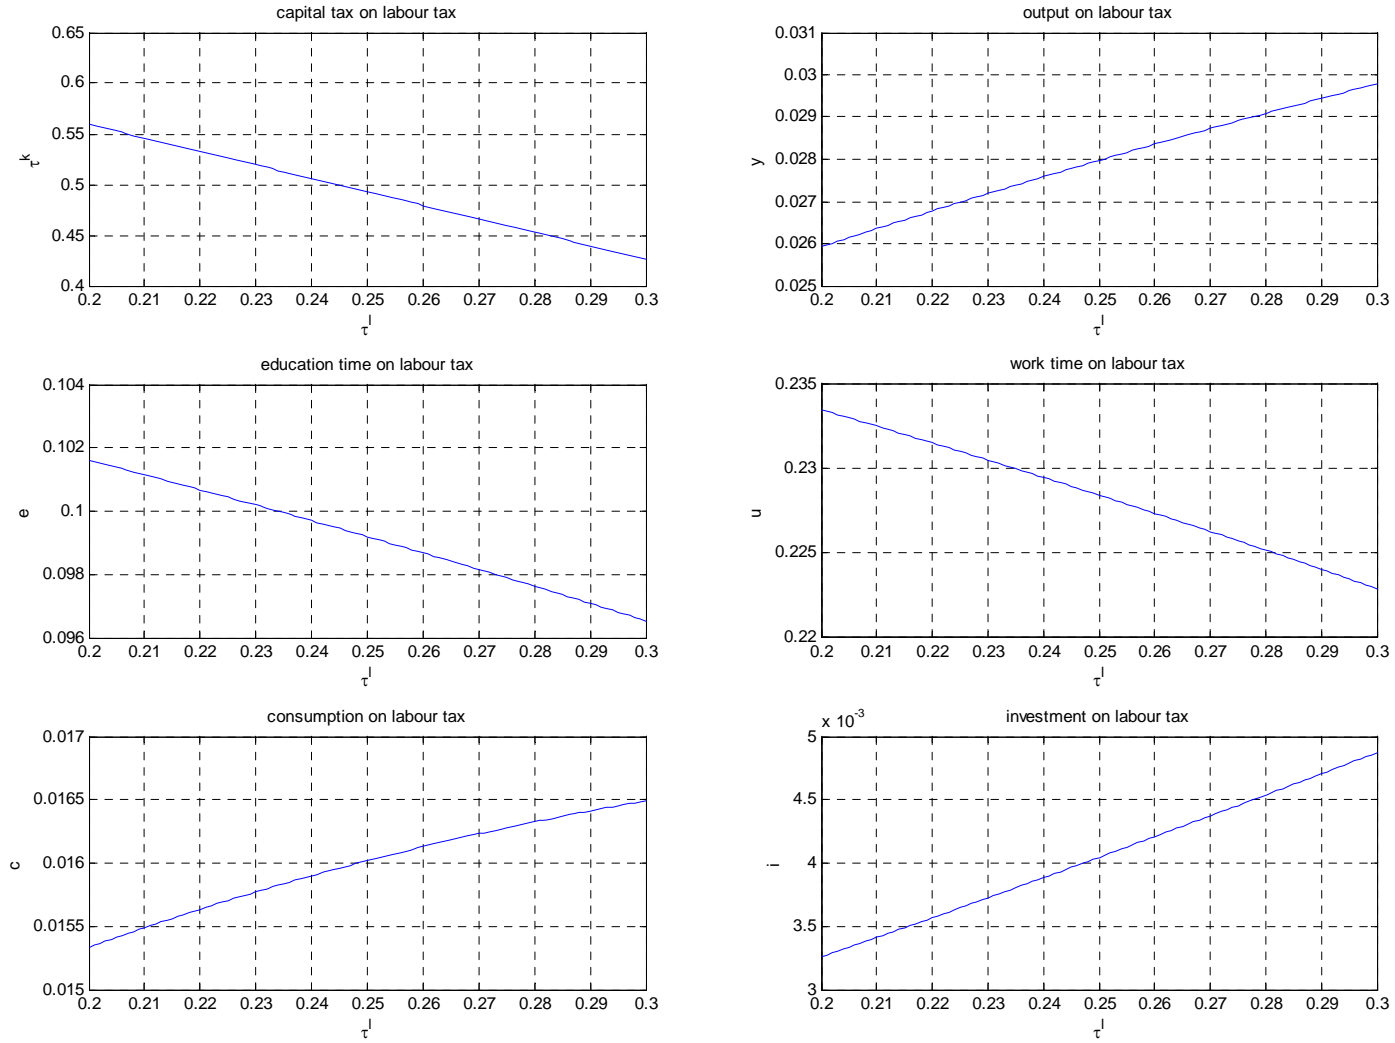 capital tax on labour tax
0.65
0.6
0.55
0.5
0.45
0.4
τᵏ
0.2 0.21 0.22 0.23 0.24 0.25 0.26 0.27 0.28 0.29 0.3
τˡ
output on labour tax
0.031
0.03
0.029
0.028
0.027
0.026
0.025
y
0.2 0.21 0.22 0.23 0.24 0.25 0.26 0.27 0.28 0.29 0.3
τˡ
education time on labour tax
0.104
0.102
0.1
0.098
0.096
e
0.2 0.21 0.22 0.23 0.24 0.25 0.26 0.27 0.28 0.29 0.3
τˡ
work time on labour tax
0.235
0.23
0.225
0.22
u
0.2 0.21 0.22 0.23 0.24 0.25 0.26 0.27 0.28 0.29 0.3
τˡ
consumption on labour tax
0.017
0.0165
0.016
0.0155
0.015
c
0.2 0.21 0.22 0.23 0.24 0.25 0.26 0.27 0.28 0.29 0.3
τˡ
x 10⁻³
investment on labour tax
5
4.5
4
3.5
3
i
0.2 0.21 0.22 0.23 0.24 0.25 0.26 0.27 0.28 0.29 0.3
τˡ